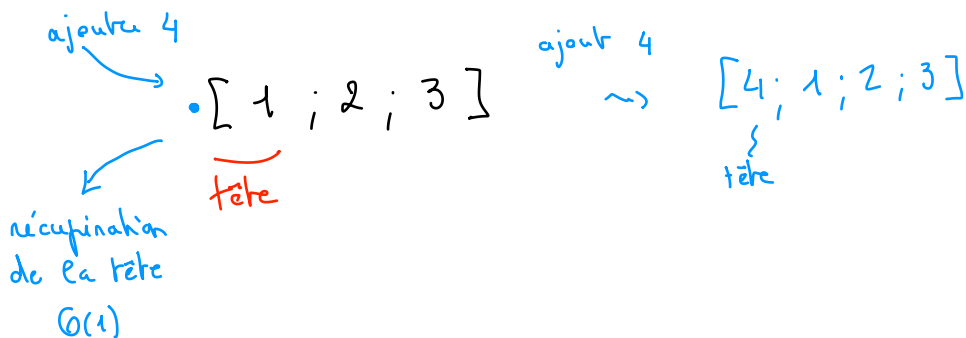 ajouter 4
[ 1 ; 2 ; 3 ]
tête
récupération
de la tête
O(1)
ajout 4
⇝
[ 4 ; 1 ; 2 ; 3 ]
tête